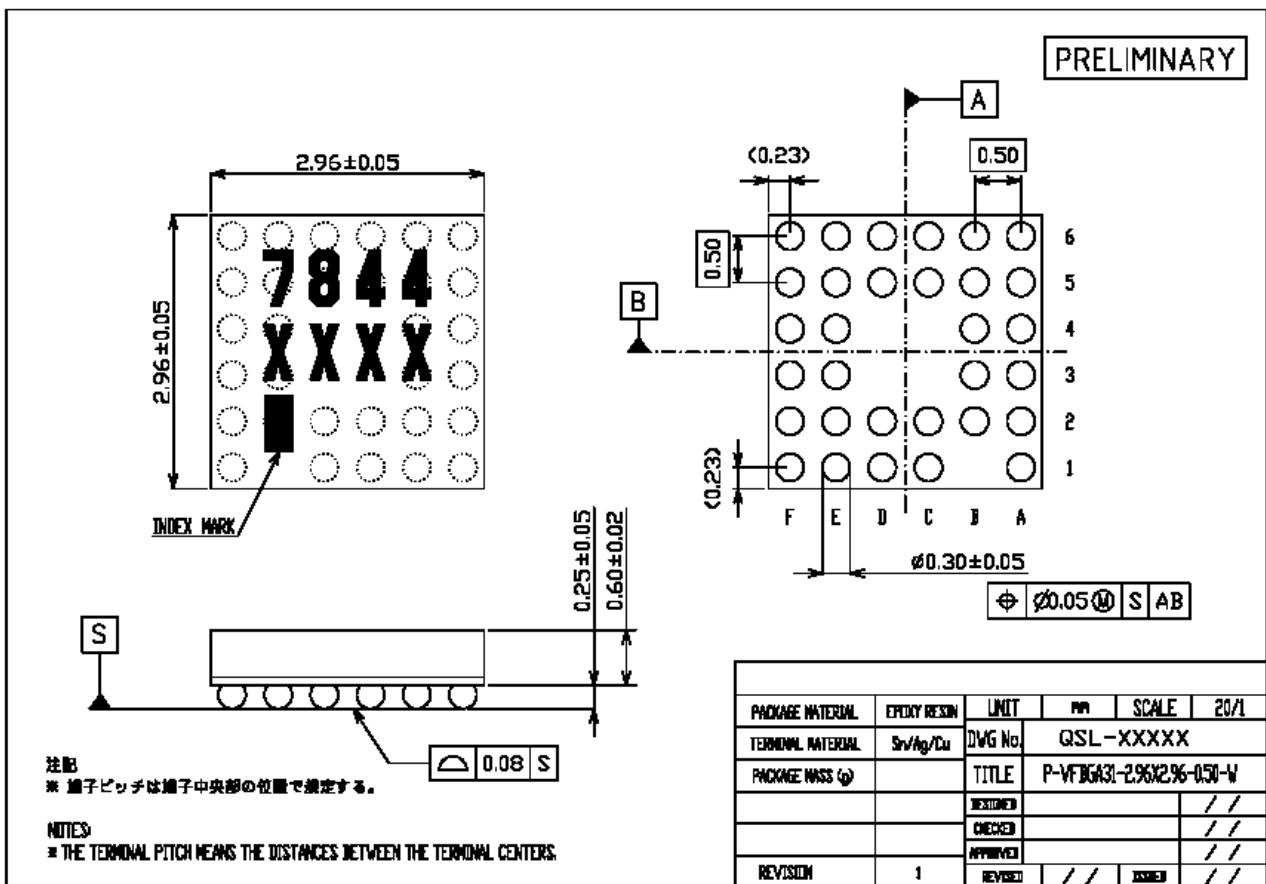 PRELIMINARY
A
2.96±0.05
(0.23)
0.50
7844
XXXX
2.96±0.05
INDEX MARK
0.50
B
(0.23)
6
5
4
3
2
1
F E D C B A
ø0.30±0.05
⌖ ø0.05Ⓜ S AB
0.25±0.05
0.60±0.02
S
⌓ 0.08 S
注記
※ 端子ピッチは端子中央部の位置で規定する。
NOTES
※ THE TERMINAL PITCH MEANS THE DISTANCES BETWEEN THE TERMINAL CENTERS.
PACKAGE MATERIAL EPOXY RESIN UNIT mm SCALE 20/1
TERMINAL MATERIAL Sn/Ag/Cu DWG No. QSL-XXXXX
PACKAGE MASS (g) TITLE P-VFBGA31-2.96X2.96-0.50-W
DESIGNED / /
CHECKED / /
APPROVED / /
REVISION 1 REVISED / / ISSUED / /